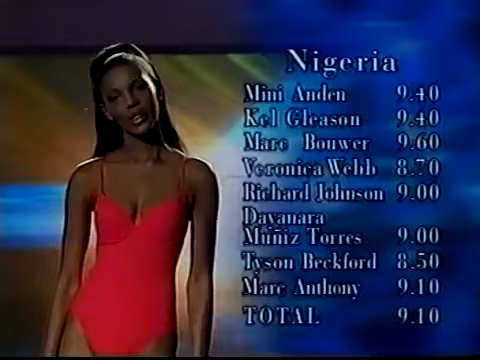 Nigeria
Mini Anden 9.40
Kel Gleason 9.40
Marc Bouwer 9.60
Veronica Webb 8.70
Richard Johnson 9.00
Dayanara
Muñiz Torres 9.00
Tyson Beckford 8.50
Marc Anthony 9.10
TOTAL 9.10